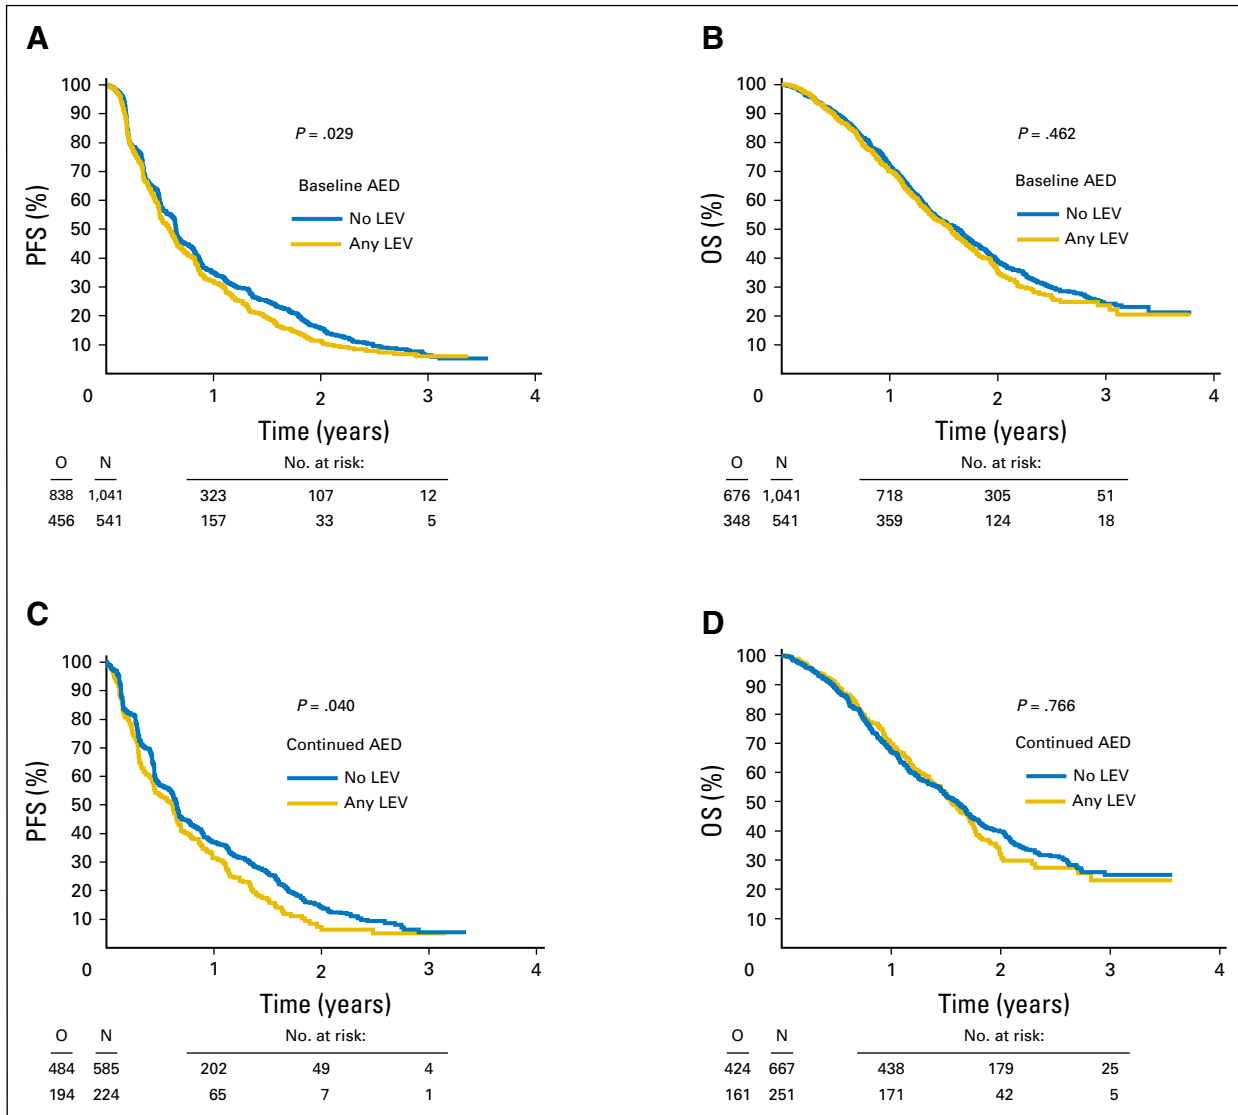 A
100
90
80
70
60
50
40
30
20
10
PFS (%)
P = .029
Baseline AED
No LEV
Any LEV
0 1 2 3 4
Time (years)
O N No. at risk:
838 1,041 323 107 12
456 541 157 33 5
B
100
90
80
70
60
50
40
30
20
10
OS (%)
P = .462
Baseline AED
No LEV
Any LEV
0 1 2 3 4
Time (years)
O N No. at risk:
676 1,041 718 305 51
348 541 359 124 18
C
100
90
80
70
60
50
40
30
20
10
PFS (%)
P = .040
Continued AED
No LEV
Any LEV
0 1 2 3 4
Time (years)
O N No. at risk:
484 585 202 49 4
194 224 65 7 1
D
100
90
80
70
60
50
40
30
20
10
OS (%)
P = .766
Continued AED
No LEV
Any LEV
0 1 2 3 4
Time (years)
O N No. at risk:
424 667 438 179 25
161 251 171 42 5